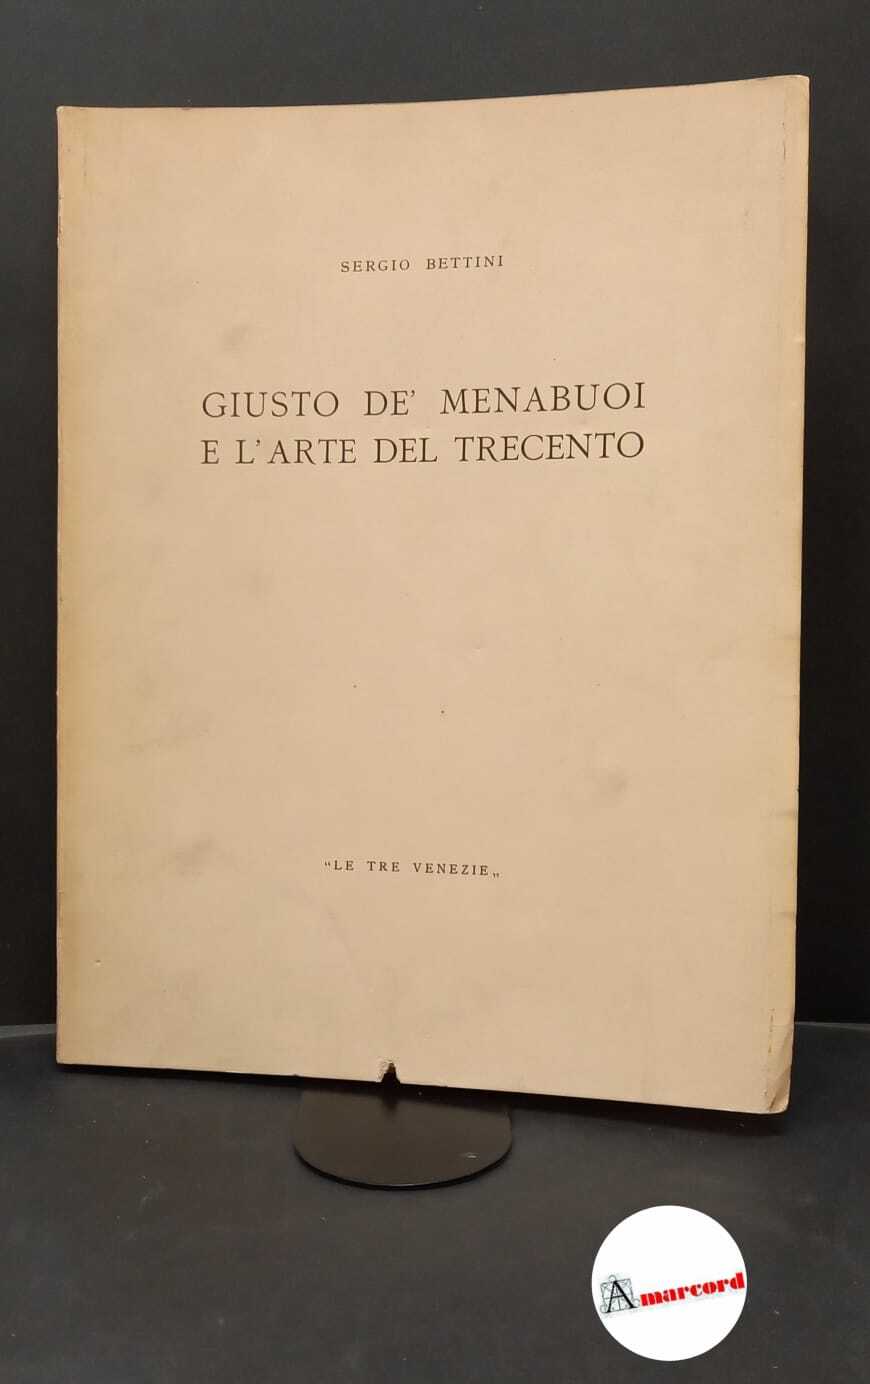 SERGIO BETTINI
GIUSTO DE' MENABUOI
E L'ARTE DEL TRECENTO
"LE TRE VENEZIE„
Amarcord